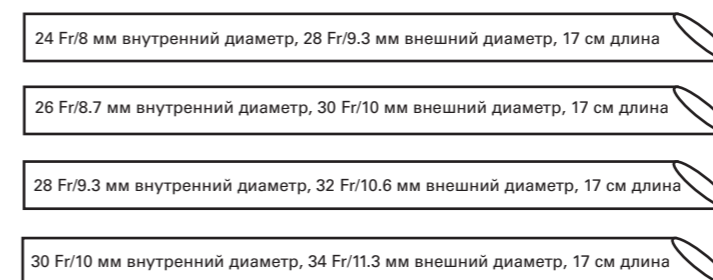 24 Fr/8 мм внутренний диаметр, 28 Fr/9.3 мм внешний диаметр, 17 см длина
26 Fr/8.7 мм внутренний диаметр, 30 Fr/10 мм внешний диаметр, 17 см длина
28 Fr/9.3 мм внутренний диаметр, 32 Fr/10.6 мм внешний диаметр, 17 см длина
30 Fr/10 мм внутренний диаметр, 34 Fr/11.3 мм внешний диаметр, 17 см длина